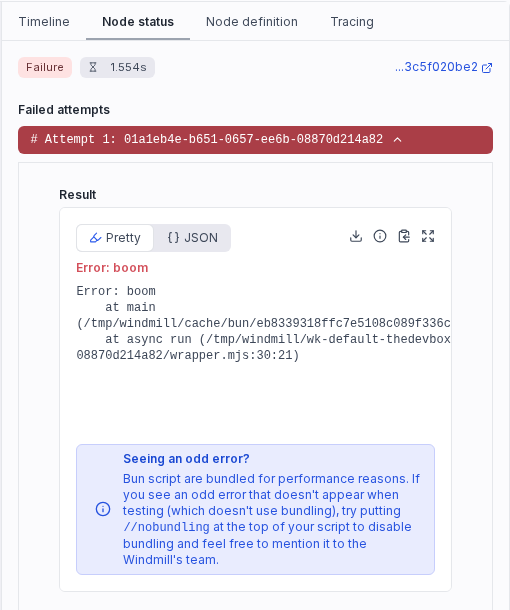 Timeline Node status Node definition Tracing
Failure 1.554s ...3c5f020be2
Failed attempts
# Attempt 1: 01a1eb4e-b651-0657-ee6b-08870d214a82
Result
Pretty {} JSON
Error: boom
Error: boom
at main
(/tmp/windmill/cache/bun/eb8339318ffc7e5108c089f336c
at async run (/tmp/windmill/wk-default-thedevbox
08870d214a82/wrapper.mjs:30:21)
Seeing an odd error?
Bun script are bundled for performance reasons. If
you see an odd error that doesn't appear when
testing (which doesn't use bundling), try putting
//nobundling at the top of your script to disable
bundling and feel free to mention it to the
Windmill's team.